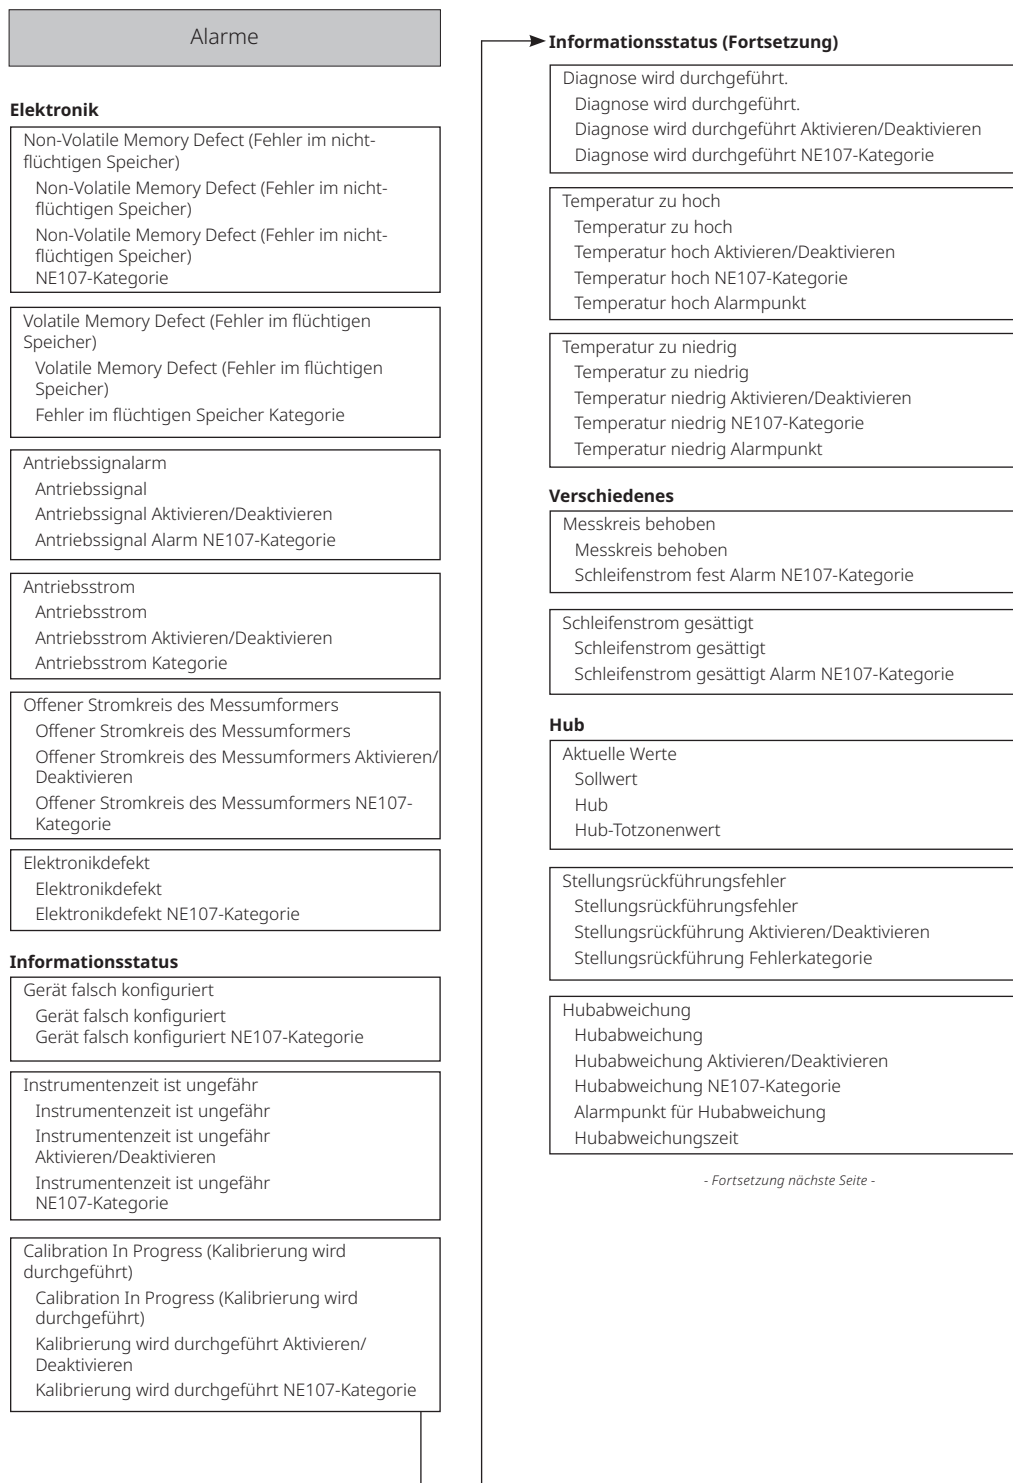 Alarme
Elektronik
Non-Volatile Memory Defect (Fehler im nicht-
flüchtigen Speicher)
Non-Volatile Memory Defect (Fehler im nicht-
flüchtigen Speicher)
Non-Volatile Memory Defect (Fehler im nicht-
flüchtigen Speicher)
NE107-Kategorie
Volatile Memory Defect (Fehler im flüchtigen
Speicher)
Volatile Memory Defect (Fehler im flüchtigen
Speicher)
Fehler im flüchtigen Speicher Kategorie
Antriebssignalarm
Antriebssignal
Antriebssignal Aktivieren/Deaktivieren
Antriebssignal Alarm NE107-Kategorie
Antriebsstrom
Antriebsstrom
Antriebsstrom Aktivieren/Deaktivieren
Antriebsstrom Kategorie
Offener Stromkreis des Messumformers
Offener Stromkreis des Messumformers
Offener Stromkreis des Messumformers Aktivieren/
Deaktivieren
Offener Stromkreis des Messumformers NE107-
Kategorie
Elektronikdefekt
Elektronikdefekt
Elektronikdefekt NE107-Kategorie
Informationsstatus
Gerät falsch konfiguriert
Gerät falsch konfiguriert
Gerät falsch konfiguriert NE107-Kategorie
Instrumentenzeit ist ungefähr
Instrumentenzeit ist ungefähr
Instrumentenzeit ist ungefähr
Aktivieren/Deaktivieren
Instrumentenzeit ist ungefähr
NE107-Kategorie
Calibration In Progress (Kalibrierung wird
durchgeführt)
Calibration In Progress (Kalibrierung wird
durchgeführt)
Kalibrierung wird durchgeführt Aktivieren/
Deaktivieren
Kalibrierung wird durchgeführt NE107-Kategorie
Informationsstatus (Fortsetzung)
Diagnose wird durchgeführt.
Diagnose wird durchgeführt.
Diagnose wird durchgeführt Aktivieren/Deaktivieren
Diagnose wird durchgeführt NE107-Kategorie
Temperatur zu hoch
Temperatur zu hoch
Temperatur hoch Aktivieren/Deaktivieren
Temperatur hoch NE107-Kategorie
Temperatur hoch Alarmpunkt
Temperatur zu niedrig
Temperatur zu niedrig
Temperatur niedrig Aktivieren/Deaktivieren
Temperatur niedrig NE107-Kategorie
Temperatur niedrig Alarmpunkt
Verschiedenes
Messkreis behoben
Messkreis behoben
Schleifenstrom fest Alarm NE107-Kategorie
Schleifenstrom gesättigt
Schleifenstrom gesättigt
Schleifenstrom gesättigt Alarm NE107-Kategorie
Hub
Aktuelle Werte
Sollwert
Hub
Hub-Totzonenwert
Stellungsrückführungsfehler
Stellungsrückführungsfehler
Stellungsrückführung Aktivieren/Deaktivieren
Stellungsrückführung Fehlerkategorie
Hubabweichung
Hubabweichung
Hubabweichung Aktivieren/Deaktivieren
Hubabweichung NE107-Kategorie
Alarmpunkt für Hubabweichung
Hubabweichungszeit
- Fortsetzung nächste Seite -